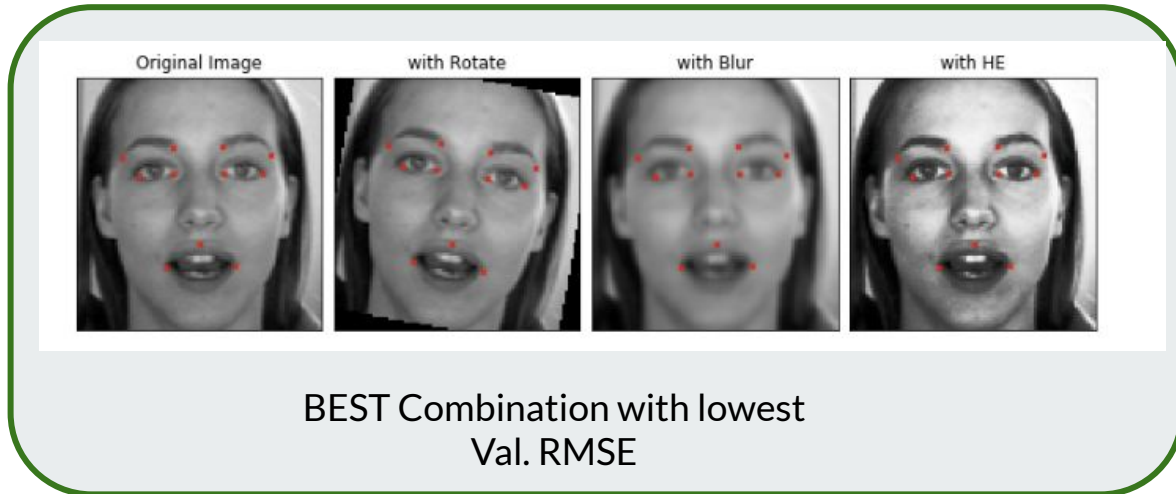 Original Image with Rotate with Blur with HE
BEST Combination with lowest
Val. RMSE